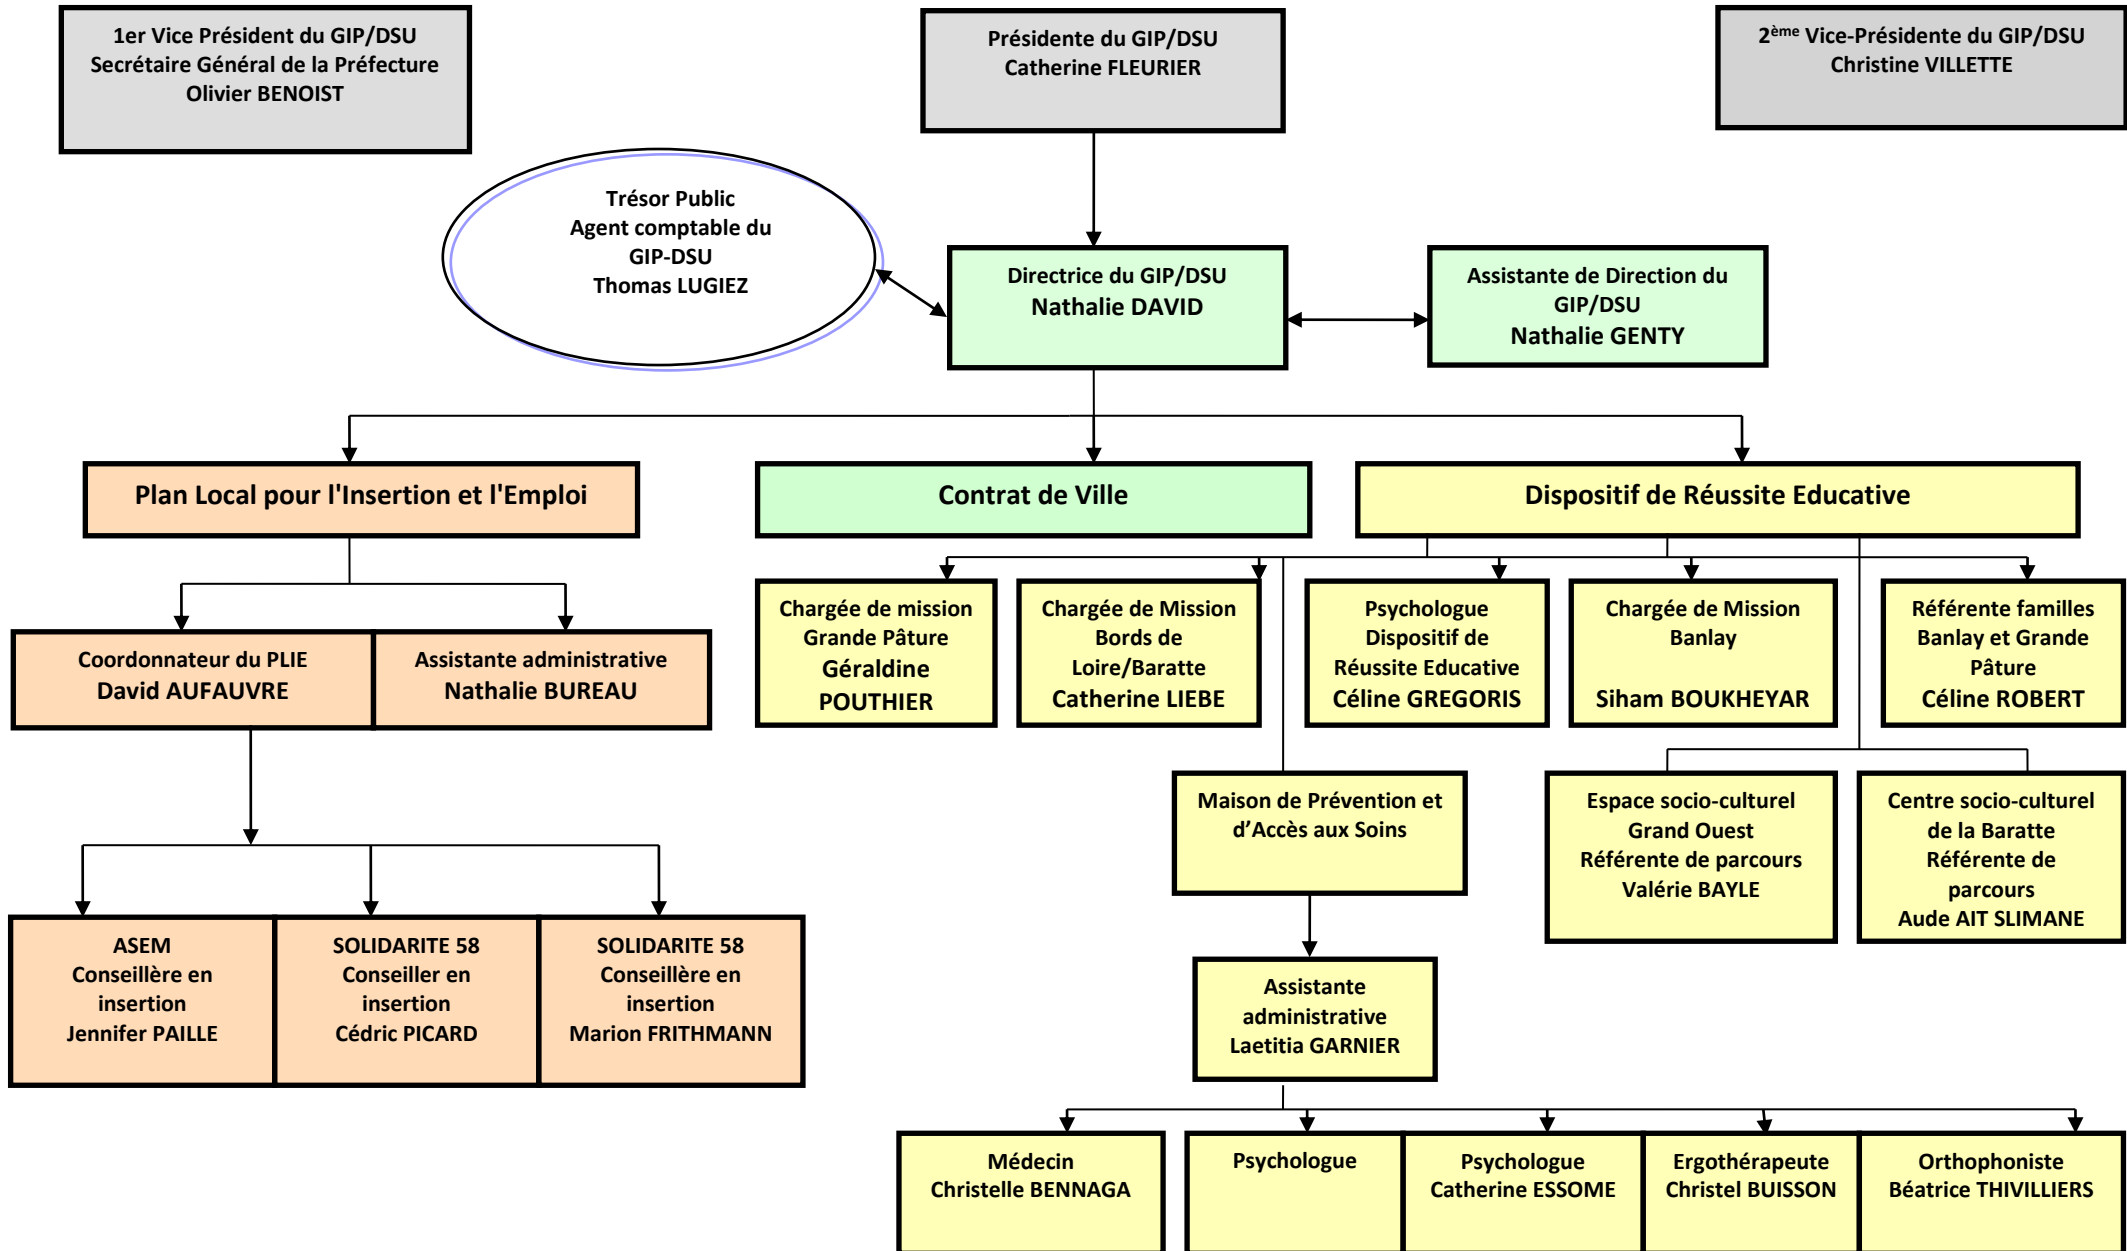 1er Vice Président du GIP/DSU
Secrétaire Général de la Préfecture
Olivier BENOIST
Présidente du GIP/DSU
Catherine FLEURIER
2ème Vice-Présidente du GIP/DSU
Christine VILLETTE
Trésor Public
Agent comptable du
GIP-DSU
Thomas LUGIEZ
Directrice du GIP/DSU
Nathalie DAVID
Assistante de Direction du
GIP/DSU
Nathalie GENTY
Plan Local pour l'Insertion et l'Emploi
Contrat de Ville
Dispositif de Réussite Educative
Coordonnateur du PLIE
David AUFAUVRE
Assistante administrative
Nathalie BUREAU
Chargée de mission
Grande Pâture
Géraldine
POUTHIER
Chargée de Mission
Bords de
Loire/Baratte
Catherine LIEBE
Psychologue
Dispositif de
Réussite Educative
Céline GREGORIS
Chargée de Mission
Banlay
Siham BOUKHEYAR
Référente familles
Banlay et Grande
Pâture
Céline ROBERT
Maison de Prévention et
d’Accès aux Soins
Espace socio-culturel
Grand Ouest
Référente de parcours
Valérie BAYLE
Centre socio-culturel
de la Baratte
Référente de
parcours
Aude AIT SLIMANE
ASEM
Conseillère en
insertion
Jennifer PAILLE
SOLIDARITE 58
Conseiller en
insertion
Cédric PICARD
SOLIDARITE 58
Conseillère en
insertion
Marion FRITHMANN
Assistante
administrative
Laetitia GARNIER
Médecin
Christelle BENNAGA
Psychologue
Psychologue
Catherine ESSOME
Ergothérapeute
Christel BUISSON
Orthophoniste
Béatrice THIVILLIERS